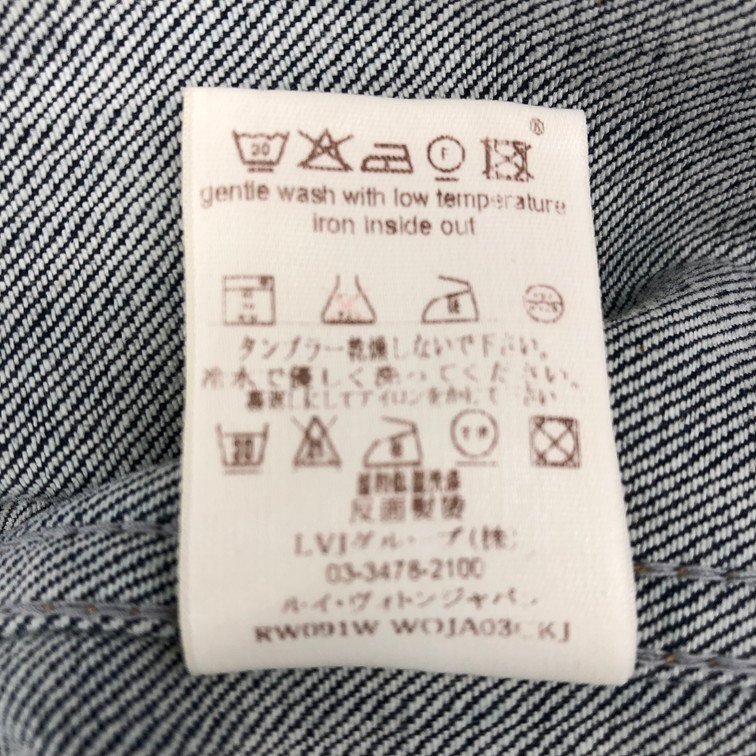 ®
30
gentle wash with low temperature
iron inside out
タンブラー乾燥しないで下さい。
冷水で優しく洗ってください。
裏返しにしてアイロンをかけて下さい
反面製燙
LVJグループ(株)
03-3478-2100
ルイ・ヴィトンジャパン
RW091W WOJA03CKJ